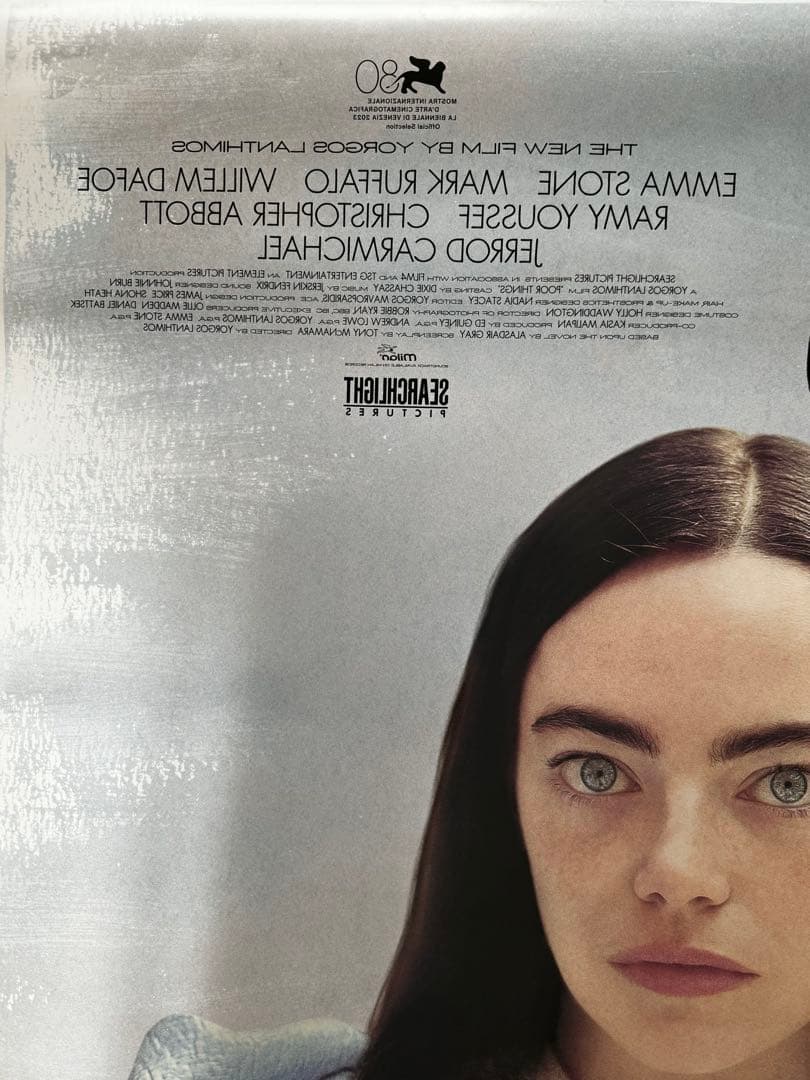 80
MOSTRA INTERNAZIONALE
D'ARTE CINEMATOGRAFICA
LA BIENNALE DI VENEZIA 2023
Official Selection
THE NEW FILM BY YORGOS LANTHIMOS
EMMA STONE MARK RUFFALO WILLEM DAFOE
RAMY YOUSSEF CHRISTOPHER ABBOTT
JERROD CARMICHAEL
SEARCHLIGHT PICTURES PRESENTS IN ASSOCIATION WITH FILM4 AND TSG ENTERTAINMENT AN ELEMENT PICTURES PRODUCTION
A YORGOS LANTHIMOS FILM "POOR THINGS" CASTING BY DIXIE CHASSAY MUSIC BY JERSKIN FENDRIX SOUND DESIGNER JOHNNIE BURN
HAIR, MAKE-UP & PROSTHETICS DESIGNER NADIA STACEY EDITOR YORGOS MAVROPSARIDIS, ACE PRODUCTION DESIGN JAMES PRICE, SHONA HEATH
COSTUME DESIGNER HOLLY WADDINGTON DIRECTOR OF PHOTOGRAPHY ROBBIE RYAN, BSC, ISC EXECUTIVE PRODUCERS OLLIE MADDEN, DANIEL BATTSEK
CO-PRODUCER KASIA MALIPAN PRODUCED BY ED GUINEY, p.g.a., ANDREW LOWE p.g.a., YORGOS LANTHIMOS p.g.a., EMMA STONE p.g.a.
BASED UPON THE NOVEL BY ALASDAIR GRAY SCREENPLAY BY TONY McNAMARA DIRECTED BY YORGOS LANTHIMOS
milan
SOUNDTRACK AVAILABLE ON MILAN RECORDS
SEARCHLIGHT
PICTURES